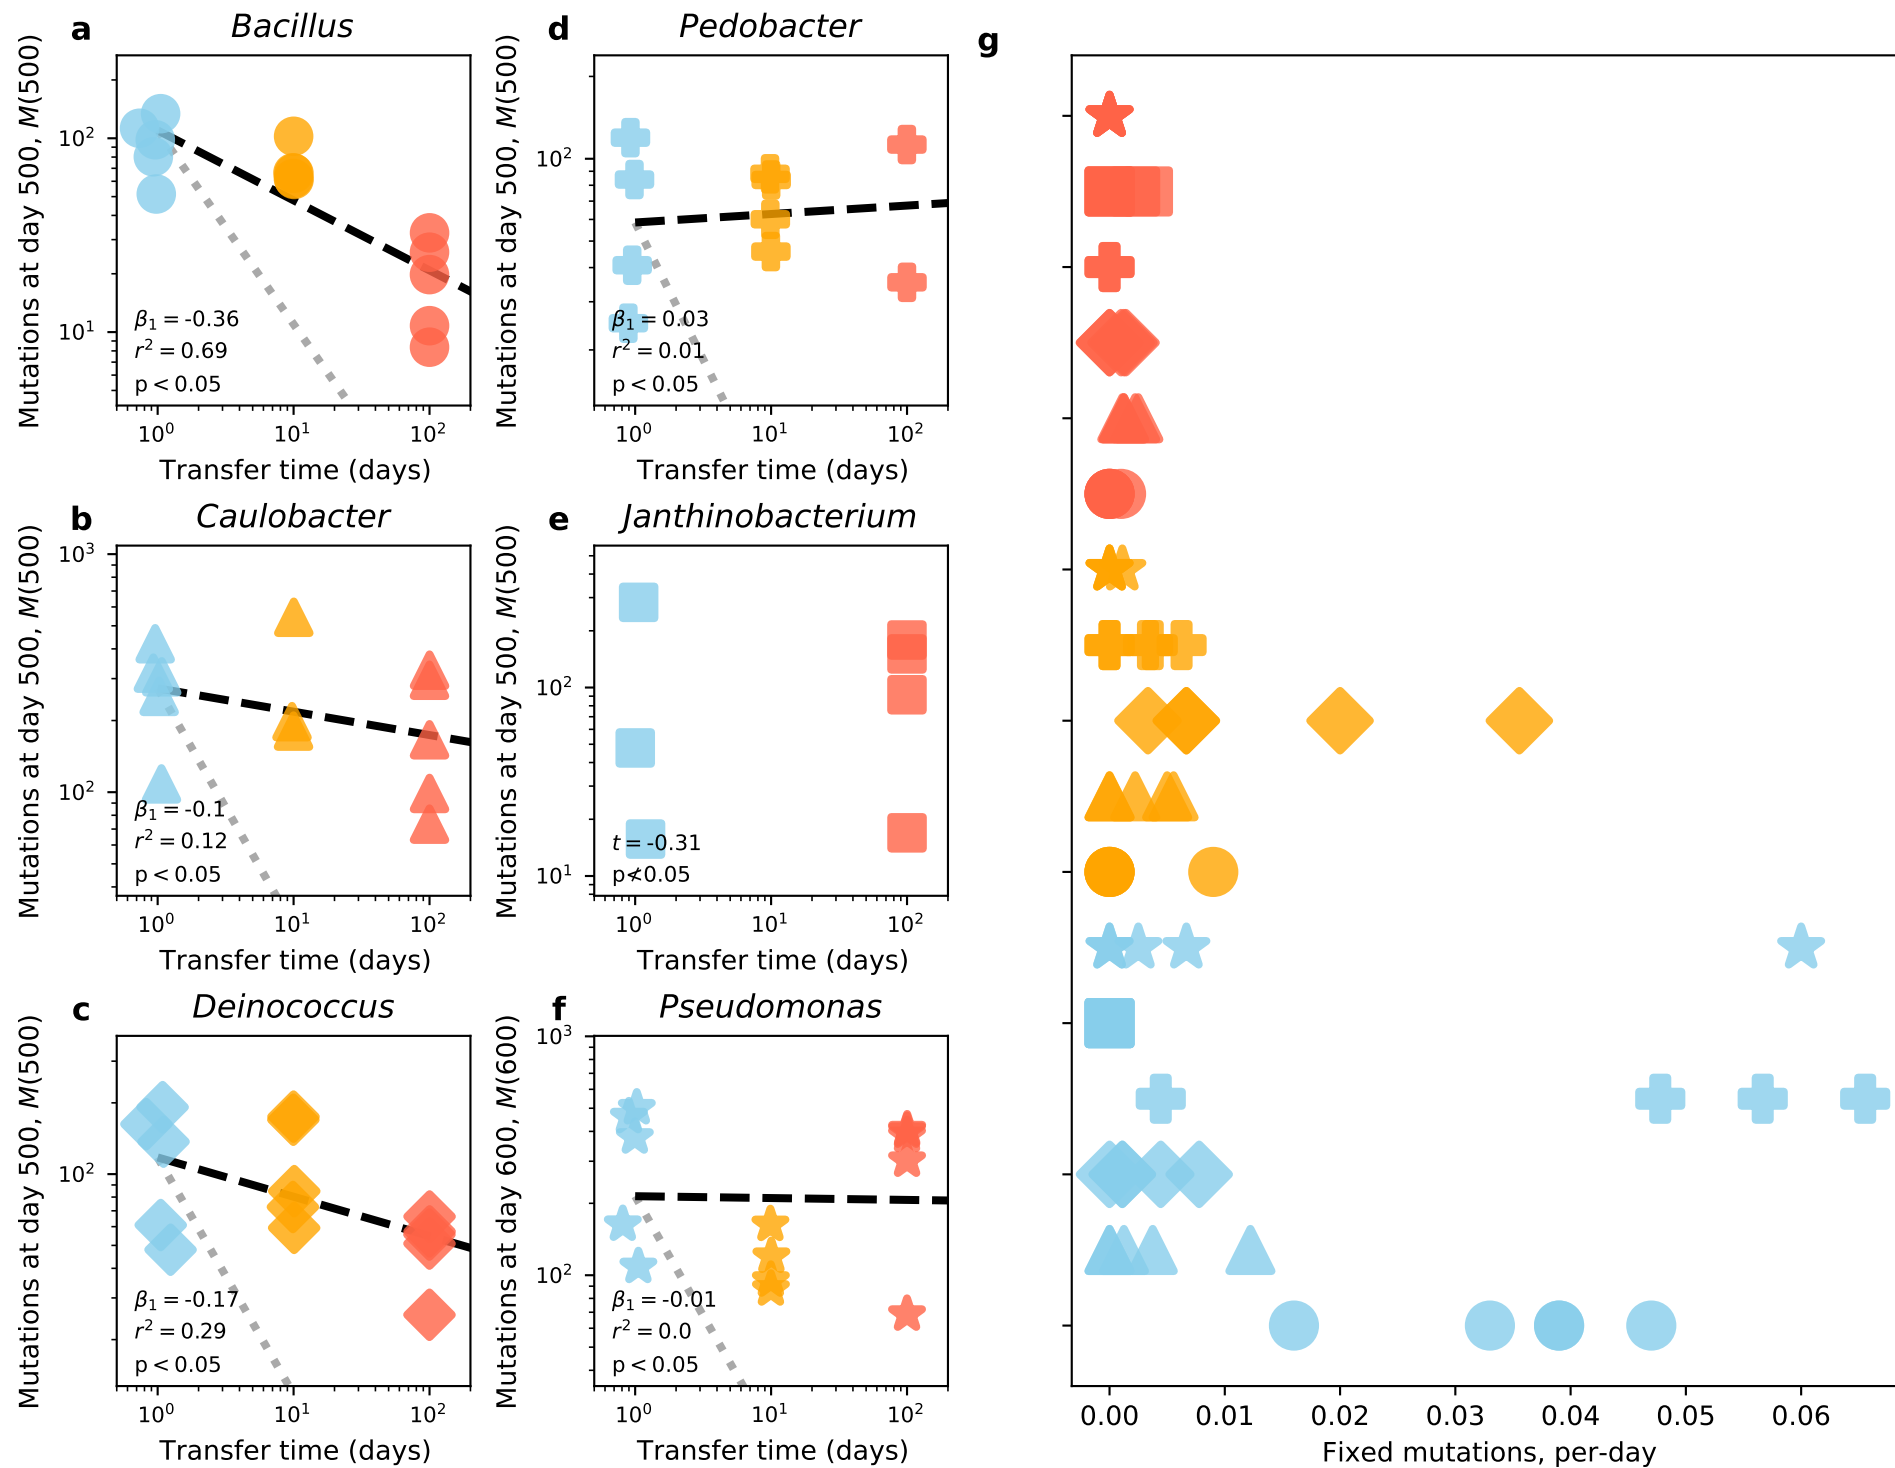 a
Bacillus
Mutations at day 500, M(500)
10²
10¹
β₁ = -0.36
r² = 0.69
p < 0.05
10⁰
10¹
10²
Transfer time (days)
b
Caulobacter
Mutations at day 500, M(500)
10³
10²
β₁ = -0.1
r² = 0.12
p < 0.05
10⁰
10¹
10²
Transfer time (days)
c
Deinococcus
Mutations at day 500, M(500)
10²
β₁ = -0.17
r² = 0.29
p < 0.05
10⁰
10¹
10²
Transfer time (days)
d
Pedobacter
Mutations at day 500, M(500)
10²
β₁ = 0.03
r² = 0.01
p < 0.05
10⁰
10¹
10²
Transfer time (days)
e
Janthinobacterium
Mutations at day 500, M(500)
10²
10¹
t = -0.31
p≮0.05
10⁰
10¹
10²
Transfer time (days)
f
Pseudomonas
Mutations at day 600, M(600)
10³
10²
β₁ = -0.01
r² = 0.0
p < 0.05
10⁰
10¹
10²
Transfer time (days)
g
0.00
0.01
0.02
0.03
0.04
0.05
0.06
Fixed mutations, per-day